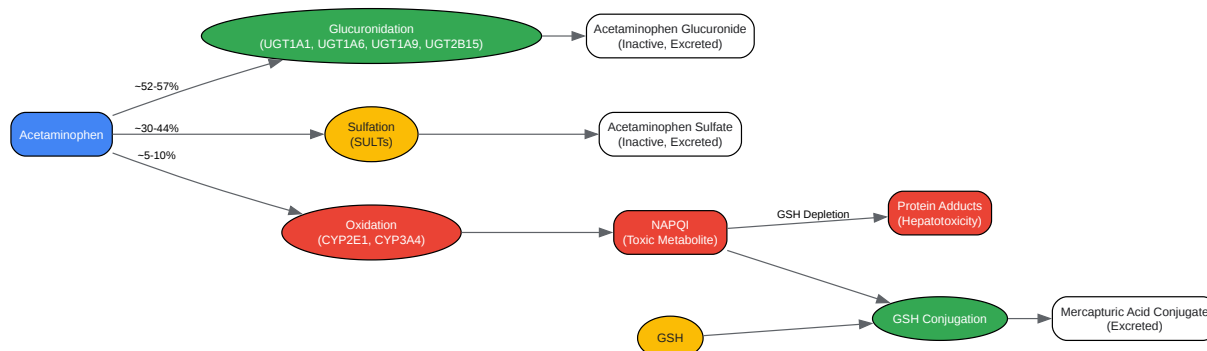 Glucuronidation
(UGT1A1, UGT1A6, UGT1A9, UGT2B15)
Acetaminophen Glucuronide
(Inactive, Excreted)
~52-57%
Acetaminophen
~30-44%
Sulfation
(SULTs)
Acetaminophen Sulfate
(Inactive, Excreted)
~5-10%
Oxidation
(CYP2E1, CYP3A4)
NAPQI
(Toxic Metabolite)
GSH Depletion
Protein Adducts
(Hepatotoxicity)
GSH
GSH Conjugation
Mercapturic Acid Conjugate
(Excreted)